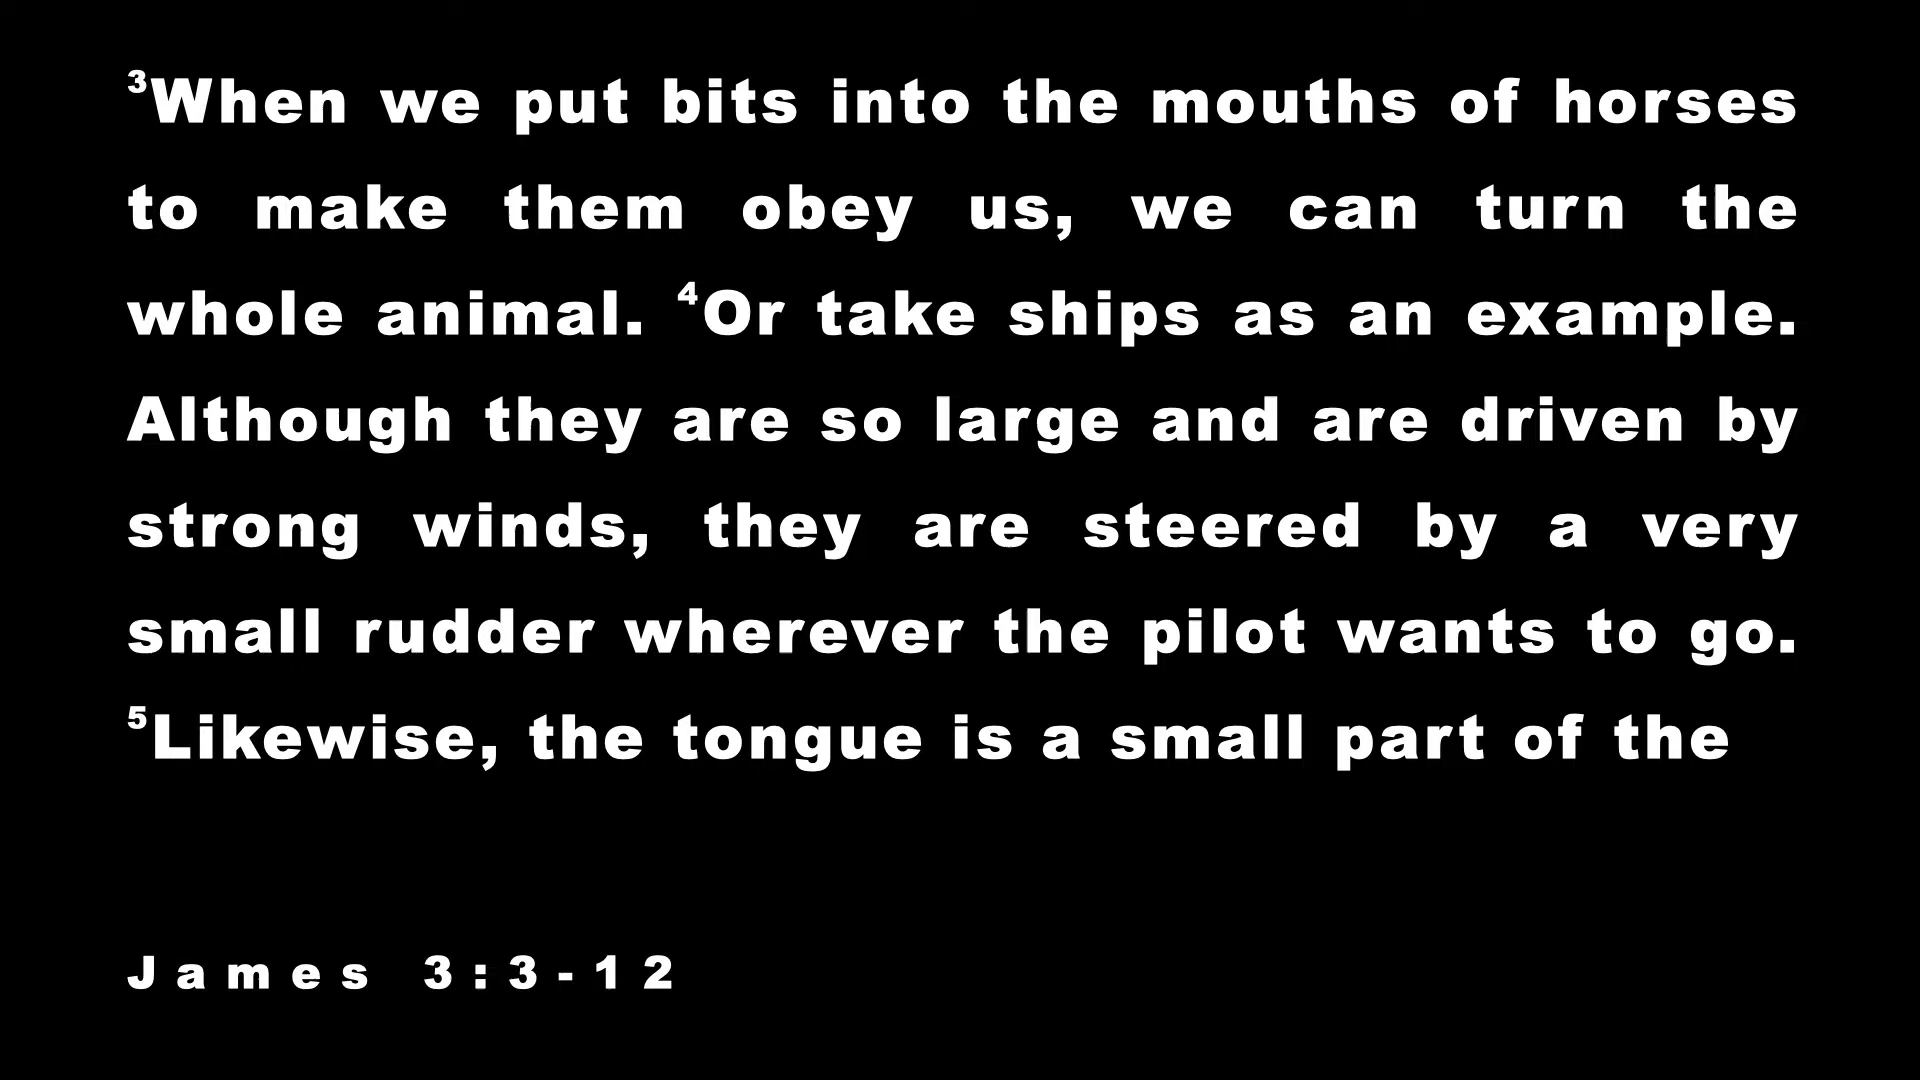 ³When we put bits into the mouths of horses
to make them obey us, we can turn the
whole animal. ⁴Or take ships as an example.
Although they are so large and are driven by
strong winds, they are steered by a very
small rudder wherever the pilot wants to go.
⁵Likewise, the tongue is a small part of the
James 3:3-12